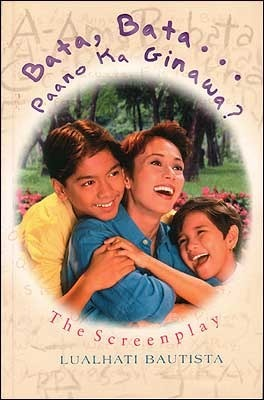 Bata, Bata...
Paano Ka Ginawa?
The Screenplay
LUALHATI BAUTISTA